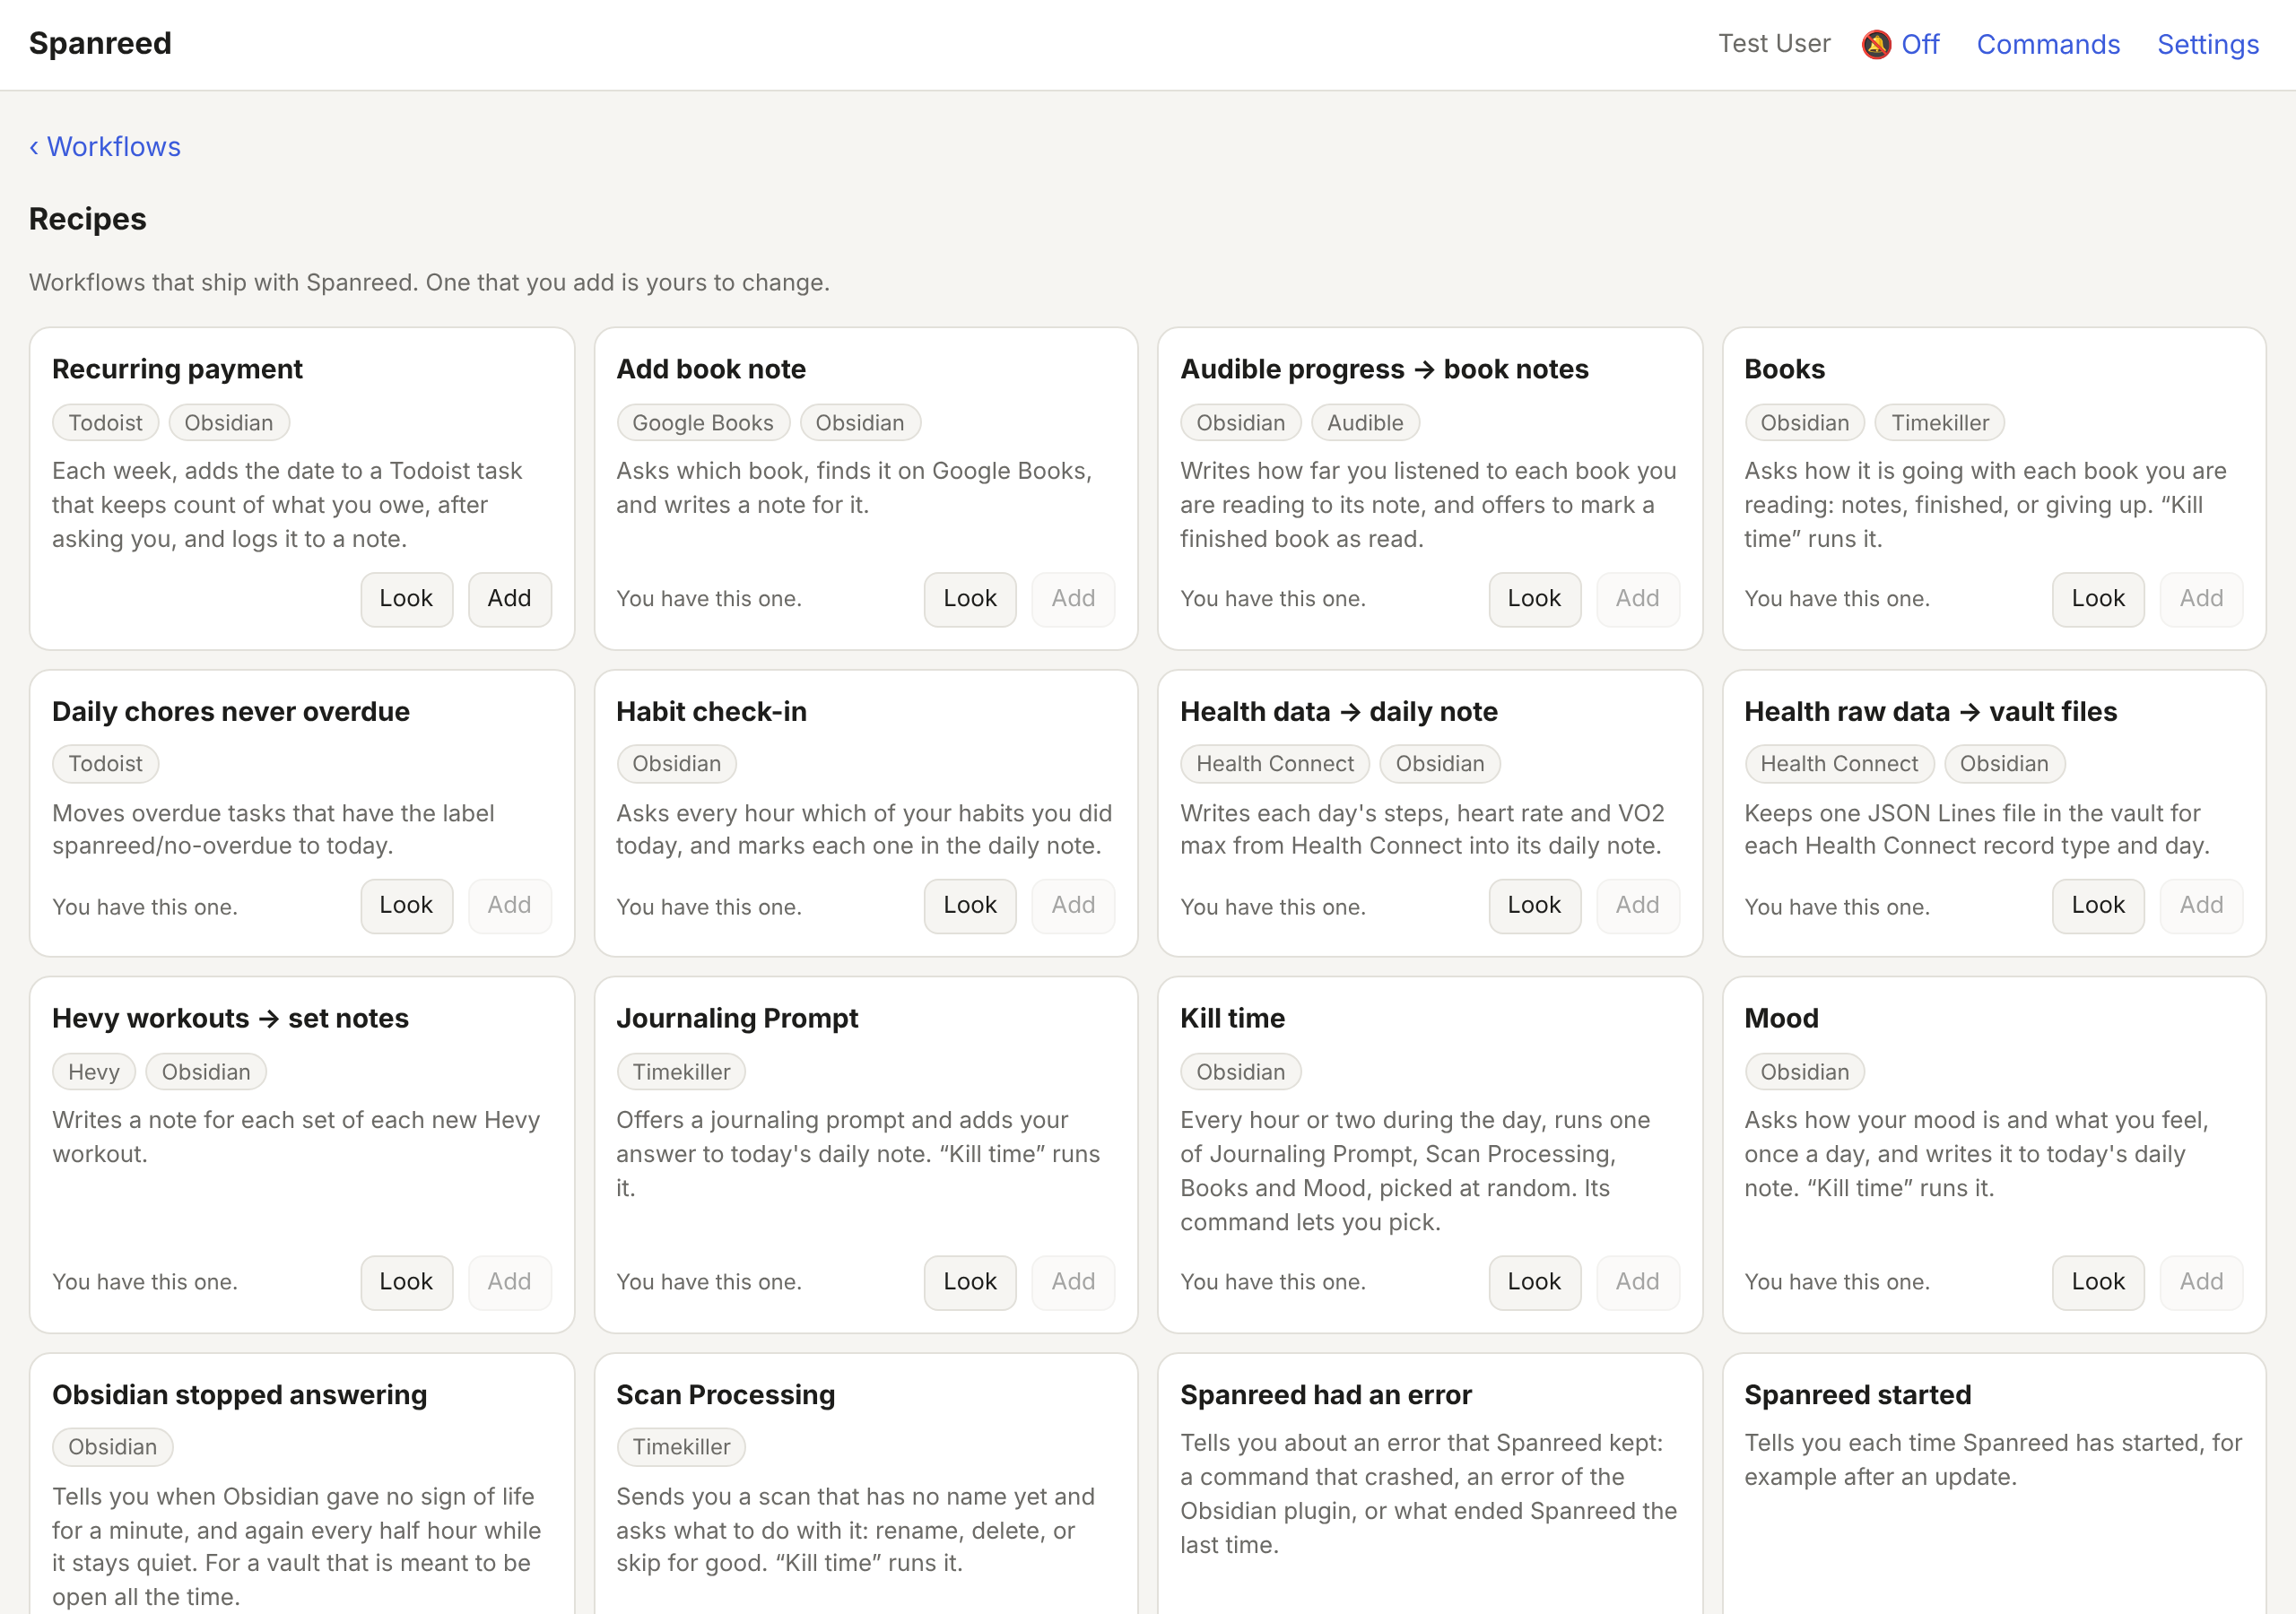 Spanreed
Test User
Off
Commands
Settings
‹ Workflows
Recipes
Workflows that ship with Spanreed. One that you add is yours to change.
Recurring payment
Todoist
Obsidian
Each week, adds the date to a Todoist task
that keeps count of what you owe, after
asking you, and logs it to a note.
Look
Add
Add book note
Google Books
Obsidian
Asks which book, finds it on Google Books,
and writes a note for it.
You have this one.
Look
Add
Audible progress → book notes
Obsidian
Audible
Writes how far you listened to each book you
are reading to its note, and offers to mark a
finished book as read.
You have this one.
Look
Add
Books
Obsidian
Timekiller
Asks how it is going with each book you are
reading: notes, finished, or giving up. “Kill
time” runs it.
You have this one.
Look
Add
Daily chores never overdue
Todoist
Moves overdue tasks that have the label
spanreed/no-overdue to today.
You have this one.
Look
Add
Habit check-in
Obsidian
Asks every hour which of your habits you did
today, and marks each one in the daily note.
You have this one.
Look
Add
Health data → daily note
Health Connect
Obsidian
Writes each day's steps, heart rate and VO2
max from Health Connect into its daily note.
You have this one.
Look
Add
Health raw data → vault files
Health Connect
Obsidian
Keeps one JSON Lines file in the vault for
each Health Connect record type and day.
You have this one.
Look
Add
Hevy workouts → set notes
Hevy
Obsidian
Writes a note for each set of each new Hevy
workout.
You have this one.
Look
Add
Journaling Prompt
Timekiller
Offers a journaling prompt and adds your
answer to today's daily note. “Kill time” runs
it.
You have this one.
Look
Add
Kill time
Obsidian
Every hour or two during the day, runs one
of Journaling Prompt, Scan Processing,
Books and Mood, picked at random. Its
command lets you pick.
You have this one.
Look
Add
Mood
Obsidian
Asks how your mood is and what you feel,
once a day, and writes it to today's daily
note. “Kill time” runs it.
You have this one.
Look
Add
Obsidian stopped answering
Obsidian
Tells you when Obsidian gave no sign of life
for a minute, and again every half hour while
it stays quiet. For a vault that is meant to be
open all the time.
Scan Processing
Timekiller
Sends you a scan that has no name yet and
asks what to do with it: rename, delete, or
skip for good. “Kill time” runs it.
Spanreed had an error
Tells you about an error that Spanreed kept:
a command that crashed, an error of the
Obsidian plugin, or what ended Spanreed the
last time.
Spanreed started
Tells you each time Spanreed has started, for
example after an update.